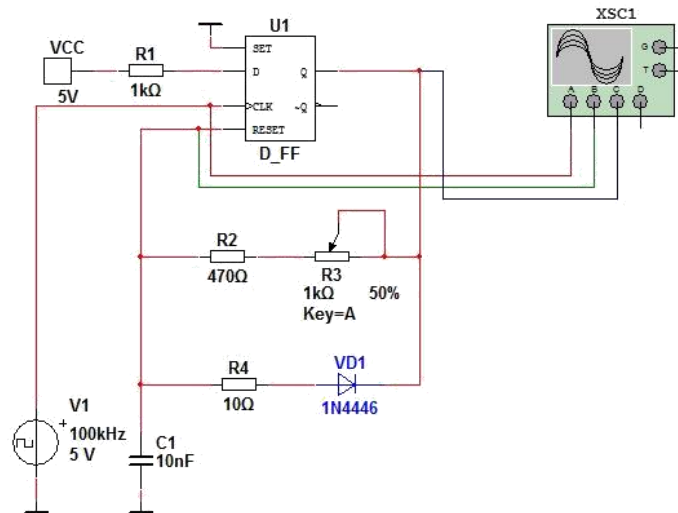 XSC1
U1
VCC
R1
SET
D
Q
G
T
A
B
C
D
5V
1kΩ
CLK
~Q
RESET
D_FF
R2
470Ω
R3
1kΩ
50%
Key=A
R4
10Ω
VD1
1N4446
V1
+
100kHz
5 V
C1
10nF